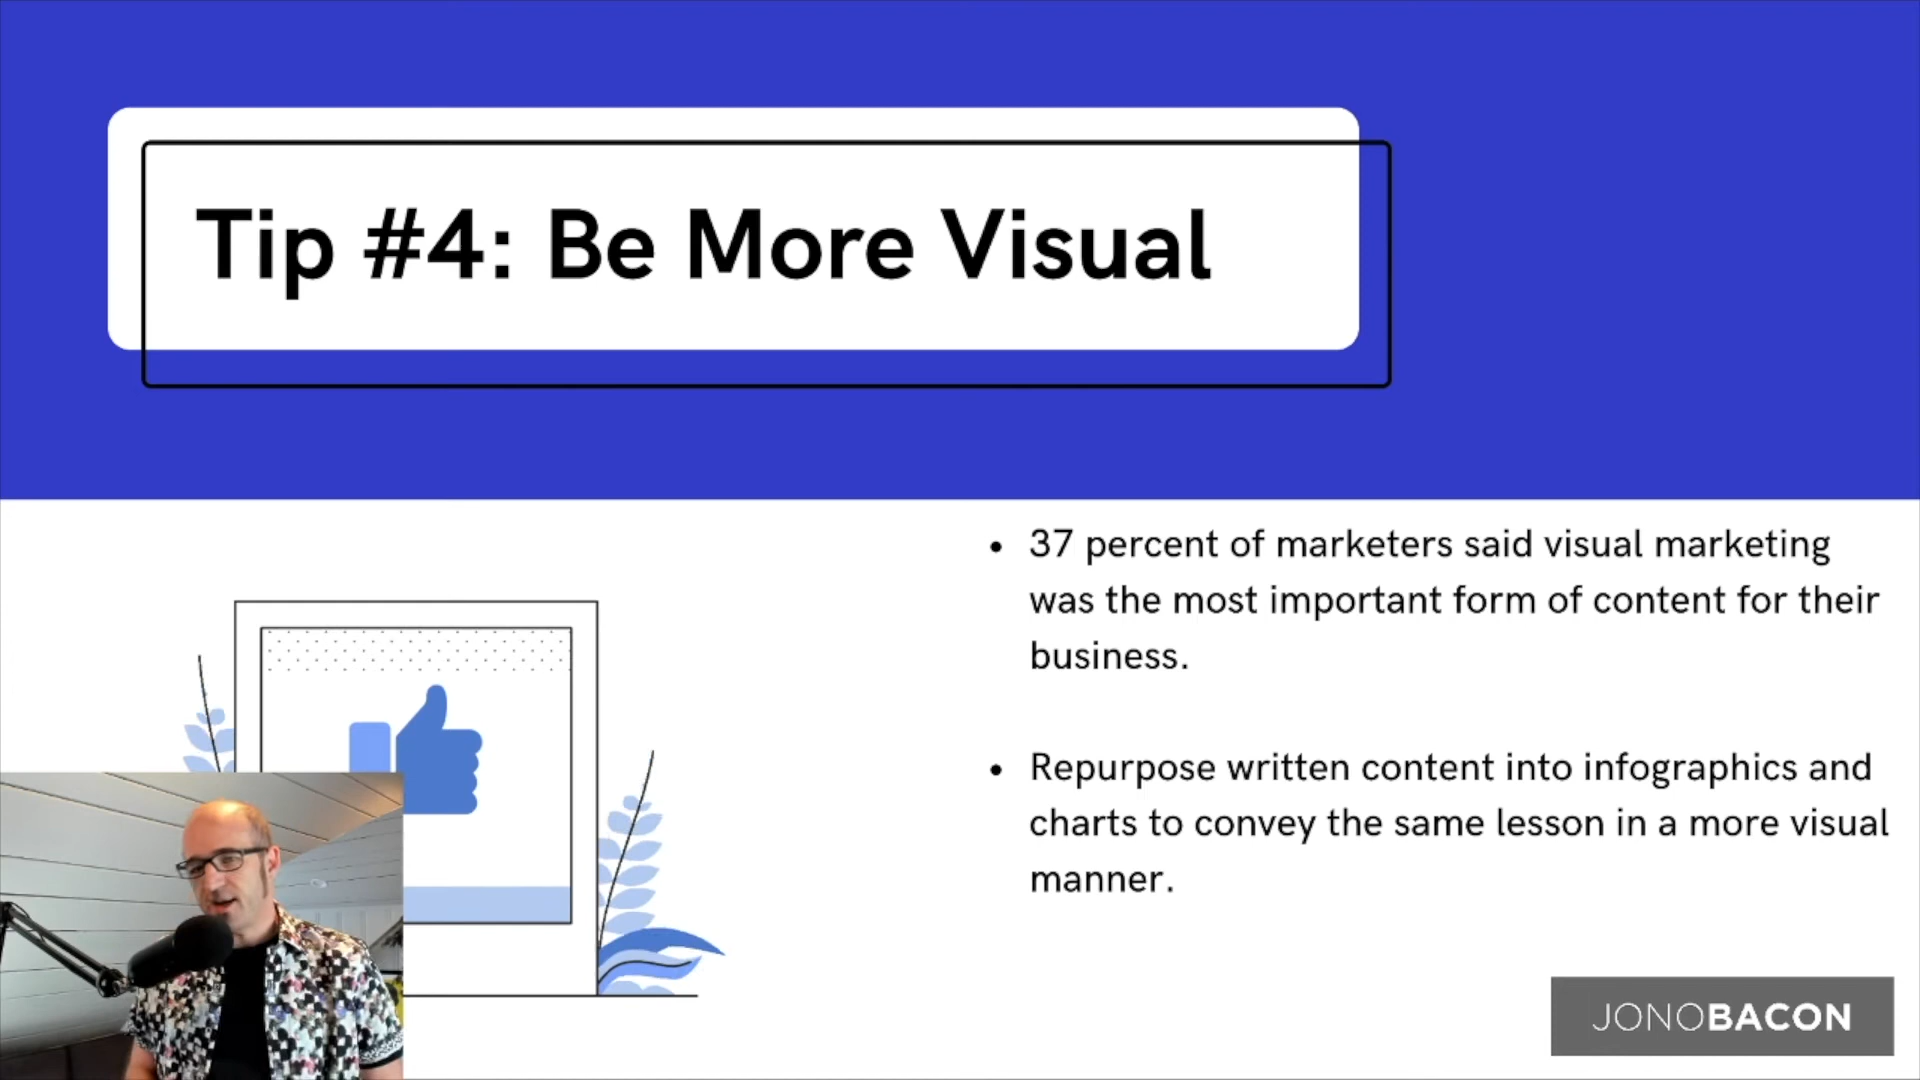 Tip #4: Be More Visual
• 37 percent of marketers said visual marketing
was the most important form of content for their
business.
• Repurpose written content into infographics and
charts to convey the same lesson in a more visual
manner.
JONOBACON